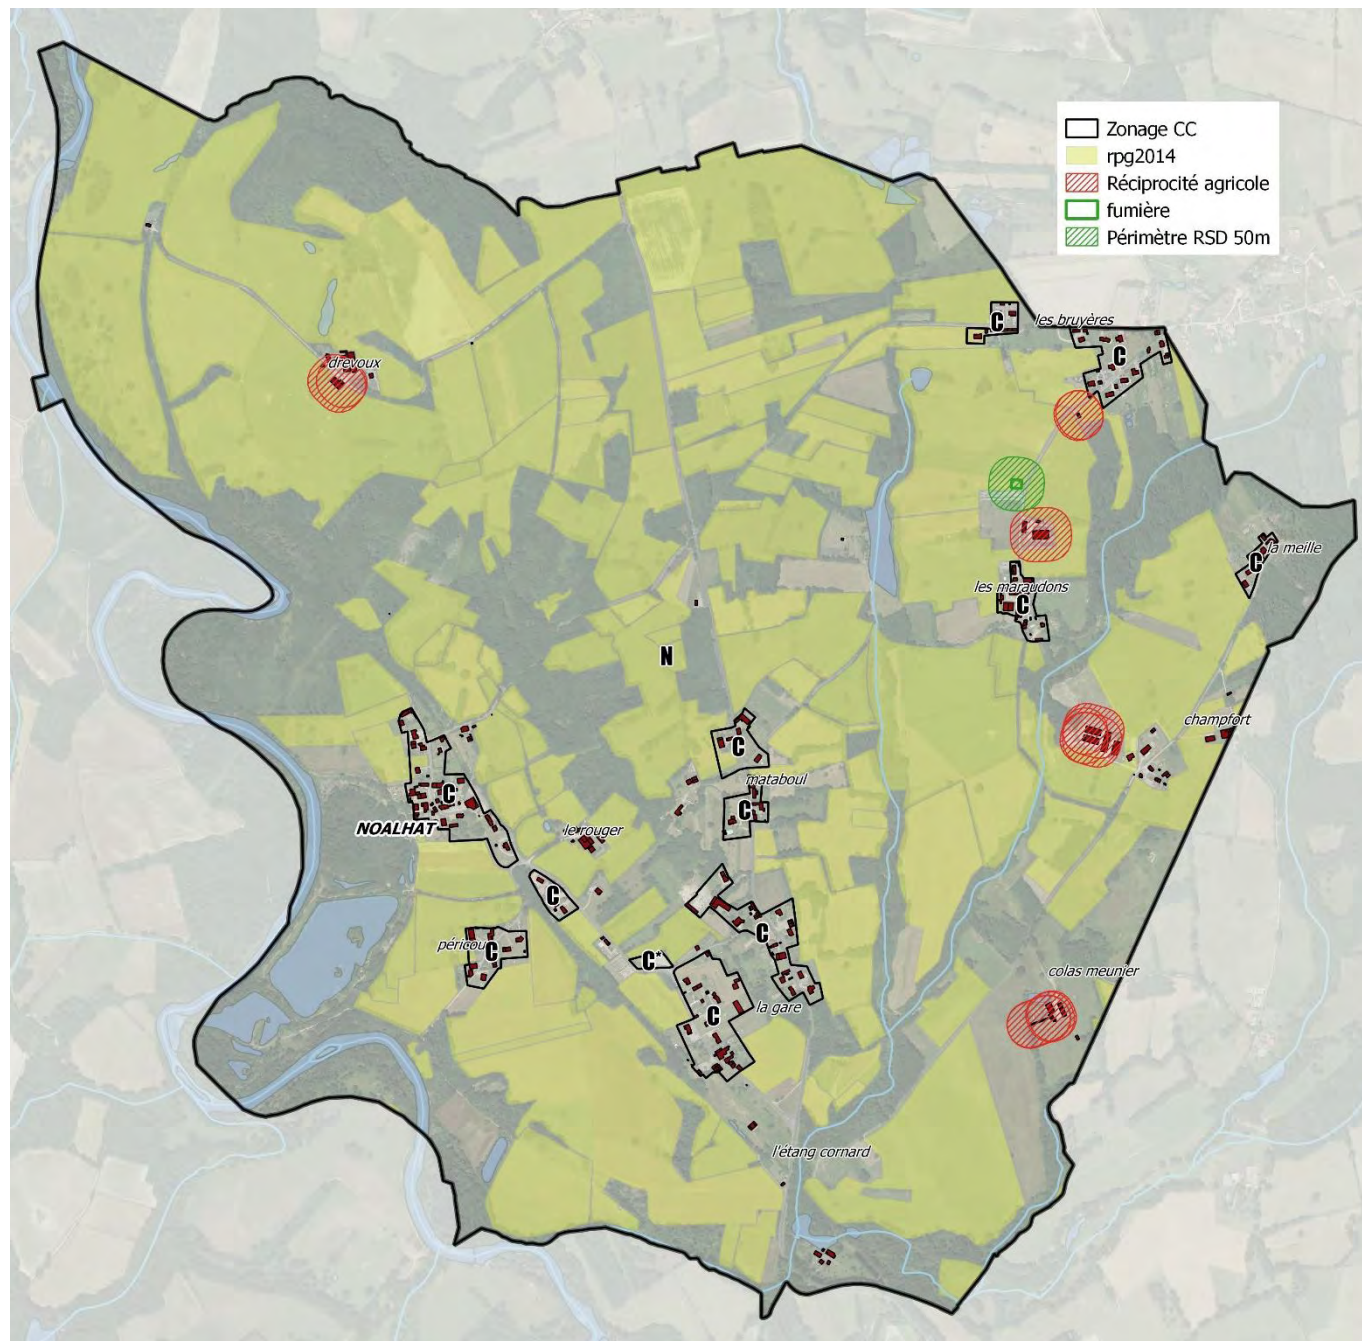 Zonage CC
rpg2014
Réciprocité agricole
fumière
Périmètre RSD 50m
C
les bruyères
C
drevoux
la meille
C
les maraudons
C
N
champfort
C
mataboul
C
C
NOALHAT
le rouger
C
C
péricou
C
C*
colas meunier
la gare
C
l'étang cornard